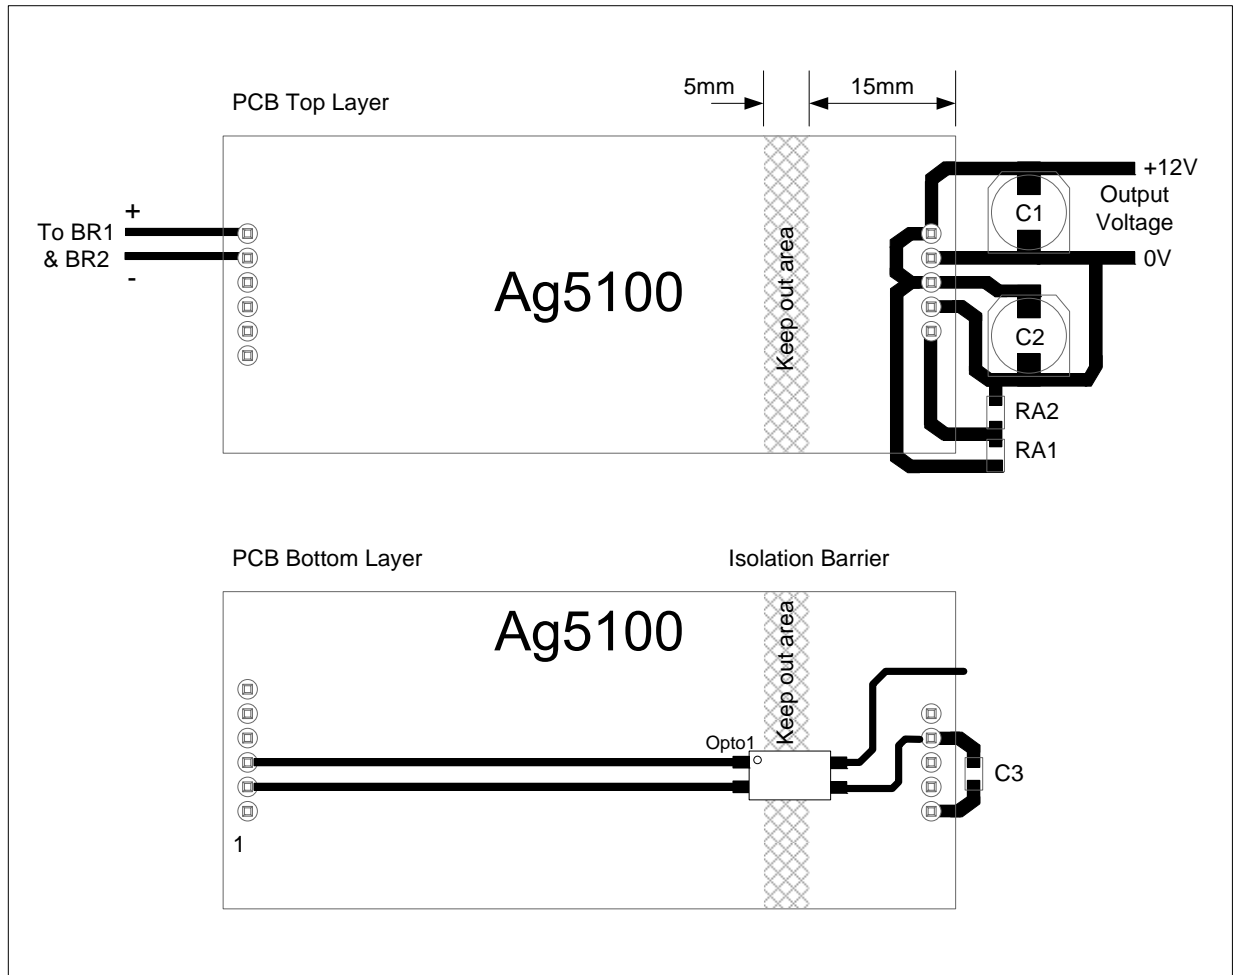 5mm
15mm
PCB Top Layer
+12V
Output
Voltage
0V
+
To BR1
& BR2
-
Ag5100
Keep out area
C1
C2
RA2
RA1
PCB Bottom Layer
Isolation Barrier
Ag5100
Keep out area
Opto1
C3
1